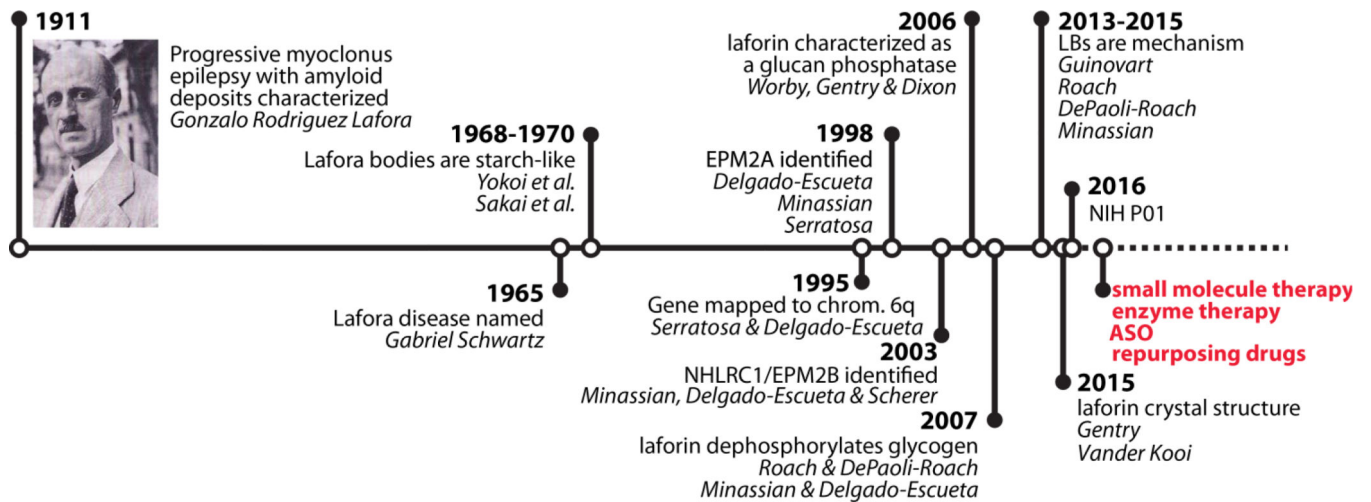 1911
Progressive myoclonus
epilepsy with amyloid
deposits characterized
Gonzalo Rodriguez Lafora
1965
Lafora disease named
Gabriel Schwartz
1968-1970
Lafora bodies are starch-like
Yokoi et al.
Sakai et al.
1995
Gene mapped to chrom. 6q
Serratosa & Delgado-Escueta
1998
EPM2A identified
Delgado-Escueta
Minassian
Serratosa
2003
NHLRC1/EPM2B identified
Minassian, Delgado-Escueta & Scherer
2006
laforin characterized as
a glucan phosphatase
Worby, Gentry & Dixon
2007
laforin dephosphorylates glycogen
Roach & DePaoli-Roach
Minassian & Delgado-Escueta
2013-2015
LBs are mechanism
Guinovart
Roach
DePaoli-Roach
Minassian
2015
laforin crystal structure
Gentry
Vander Kooi
2016
NIH P01
small molecule therapy
enzyme therapy
ASO
repurposing drugs